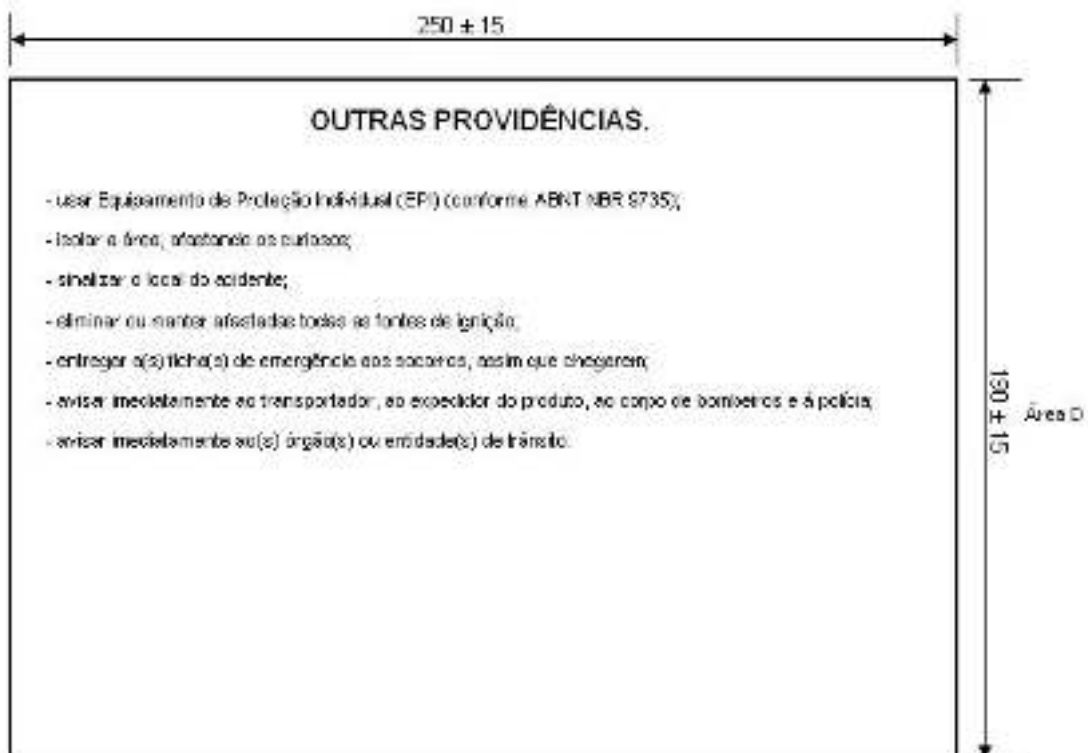 250 ± 15
OUTRAS PROVIDÊNCIAS.
- usar Equipamento de Proteção Individual (EPI) (conforme ABNT NBR 9735);
- isolar a área, afastando os curiosos;
- sinalizar o local do acidente;
- eliminar ou manter afastadas todas as fontes de ignição;
- entregar a(s) ficha(s) de emergência aos socorros, assim que chegarem;
- avisar imediatamente ao transportador, ao expedidor do produto, ao corpo de bombeiros e à polícia;
- avisar imediatamente ao(s) órgão(s) ou entidade(s) de trânsito.
190 ± 15
Área D